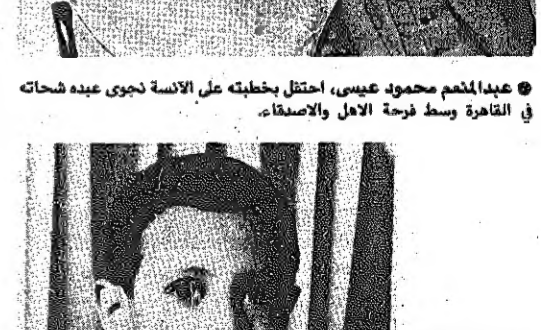 عبدالمنعم محمود عيسى، احتفل بخطبته على الآنسة نجوى عبده شحاته
في القاهرة وسط فرحة الاهل والاصدقاء.